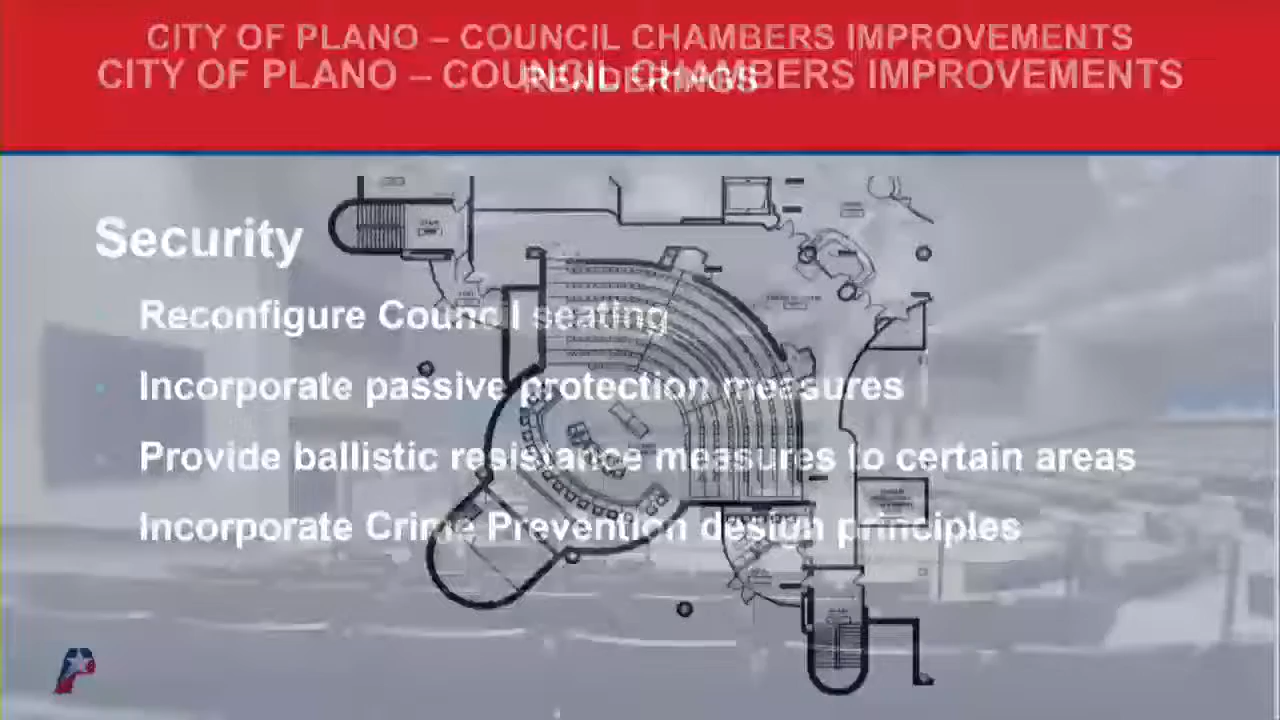 CITY OF PLANO – COUNCIL CHAMBERS IMPROVEMENTS
CITY OF PLANO – COUNCIL CHAMBERS IMPROVEMENTS
RENDERINGS
Security
Reconfigure Council seating
Incorporate passive protection measures
Provide ballistic resistance measures to certain areas
Incorporate Crime Prevention design principles